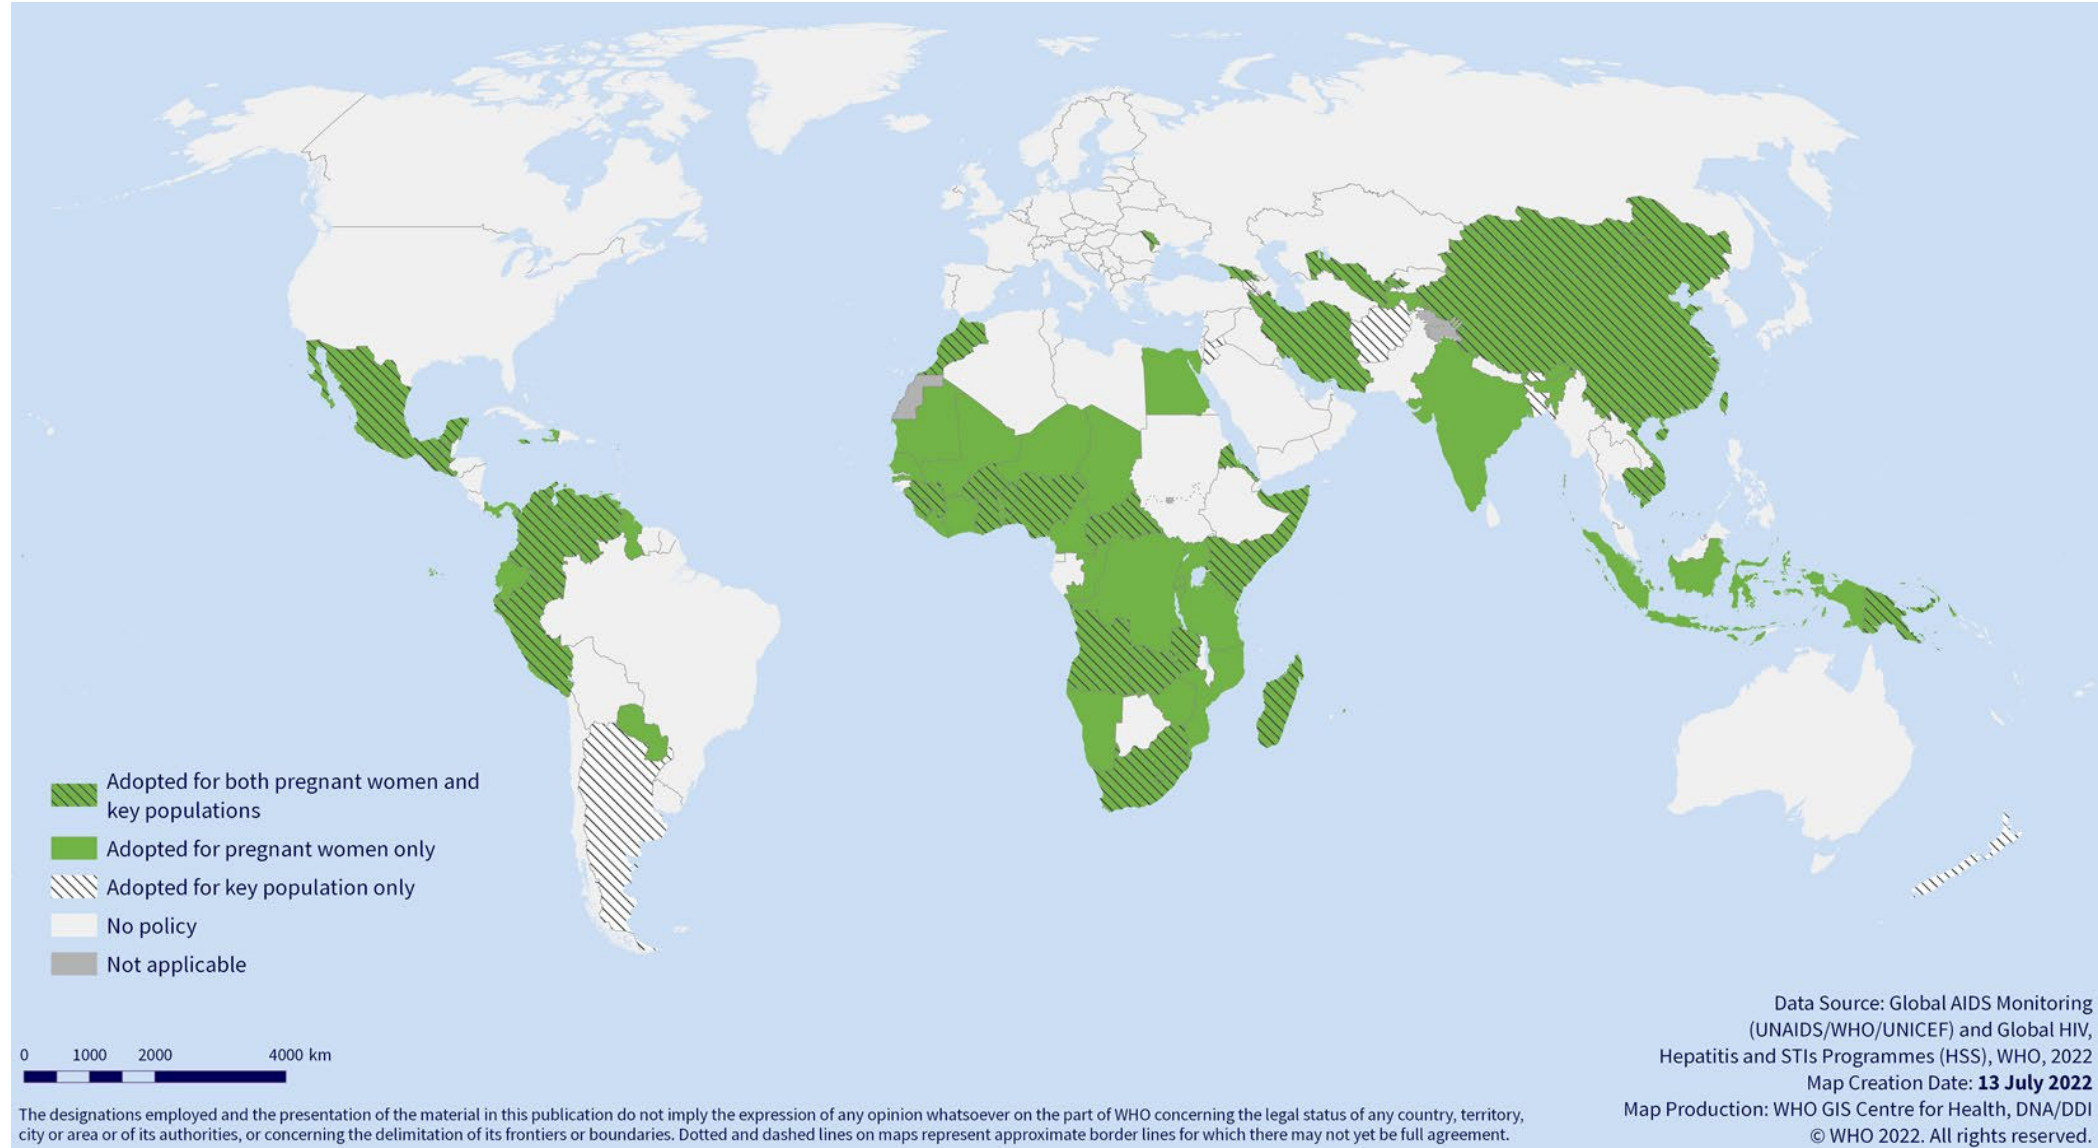 Adopted for both pregnant women and
key populations
Adopted for pregnant women only
Adopted for key population only
No policy
Not applicable
0 1000 2000 4000 km
Data Source: Global AIDS Monitoring
(UNAIDS/WHO/UNICEF) and Global HIV,
Hepatitis and STIs Programmes (HSS), WHO, 2022
Map Creation Date: 13 July 2022
Map Production: WHO GIS Centre for Health, DNA/DDI
© WHO 2022. All rights reserved.
The designations employed and the presentation of the material in this publication do not imply the expression of any opinion whatsoever on the part of WHO concerning the legal status of any country, territory,
city or area or of its authorities, or concerning the delimitation of its frontiers or boundaries. Dotted and dashed lines on maps represent approximate border lines for which there may not yet be full agreement.